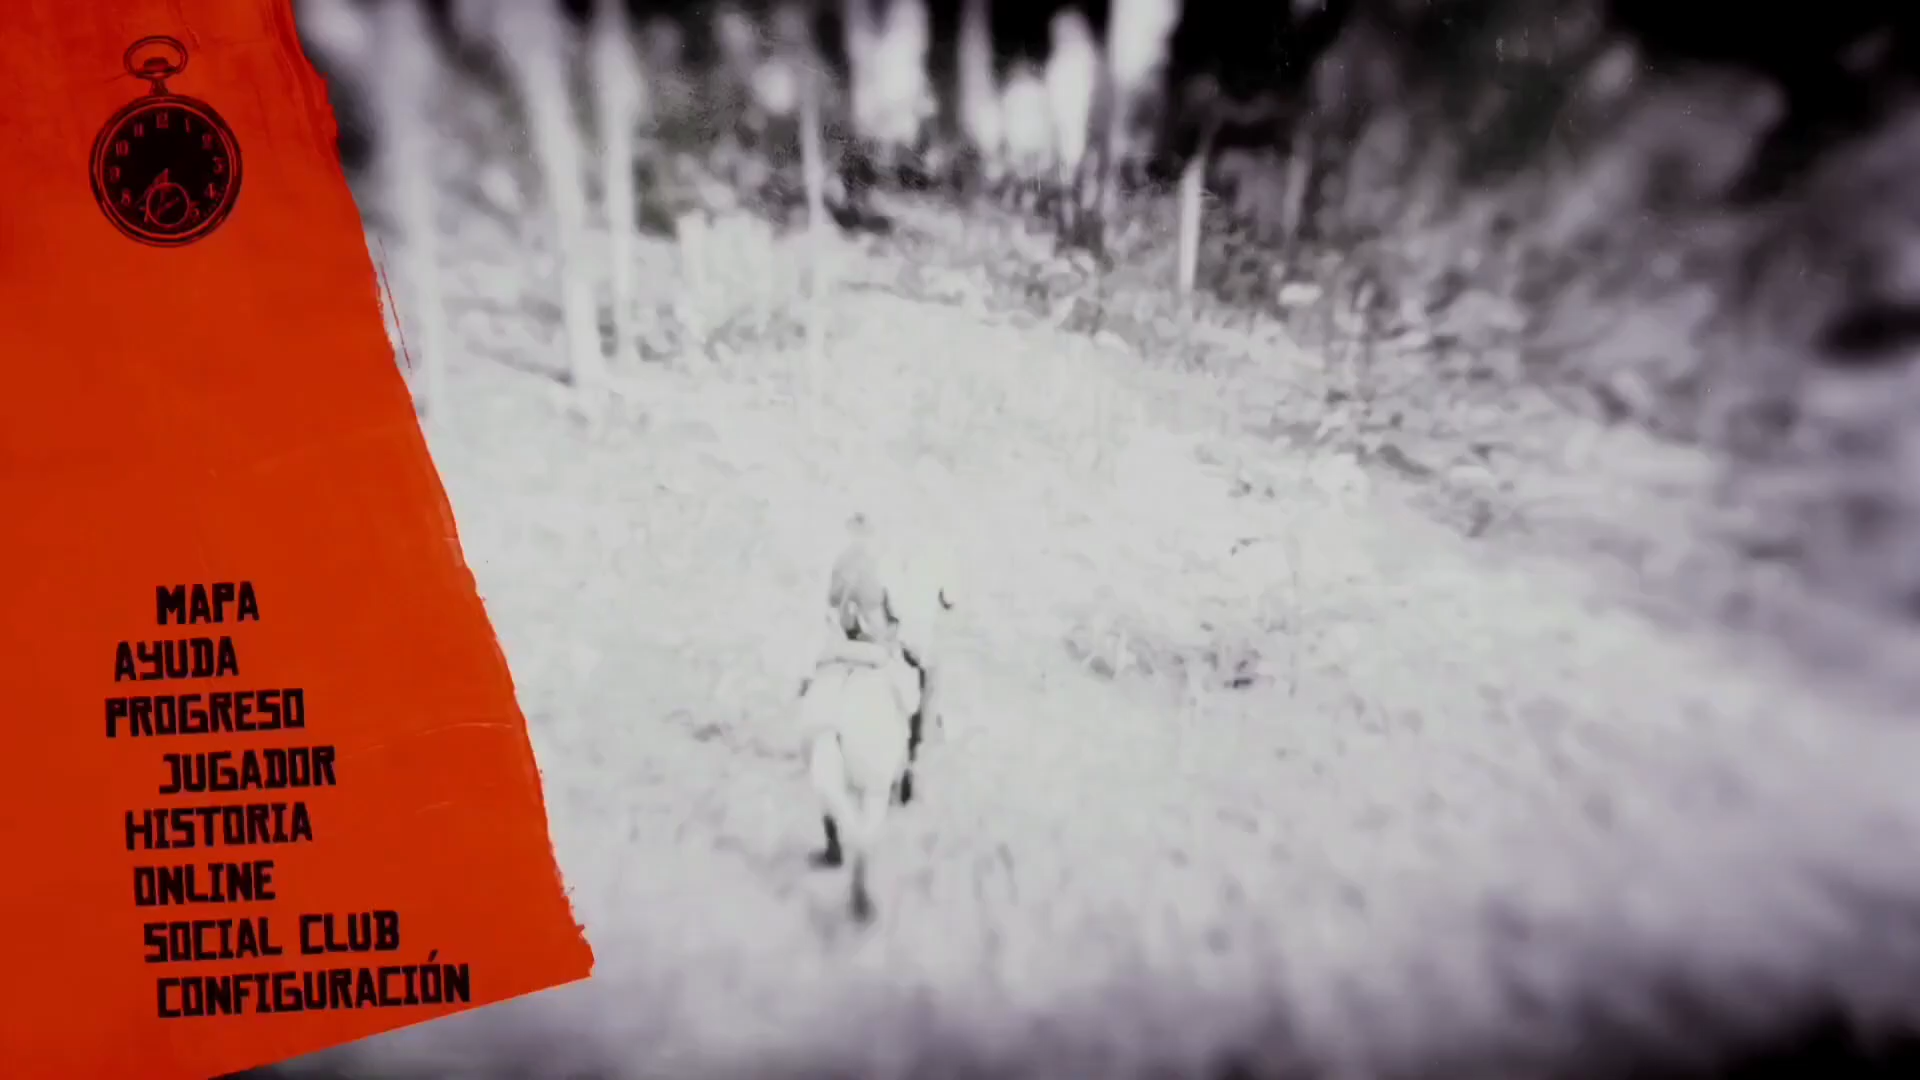 MAPA
AYUDA
PROGRESO
JUGADOR
HISTORIA
ONLINE
SOCIAL CLUB
CONFIGURACIÓN